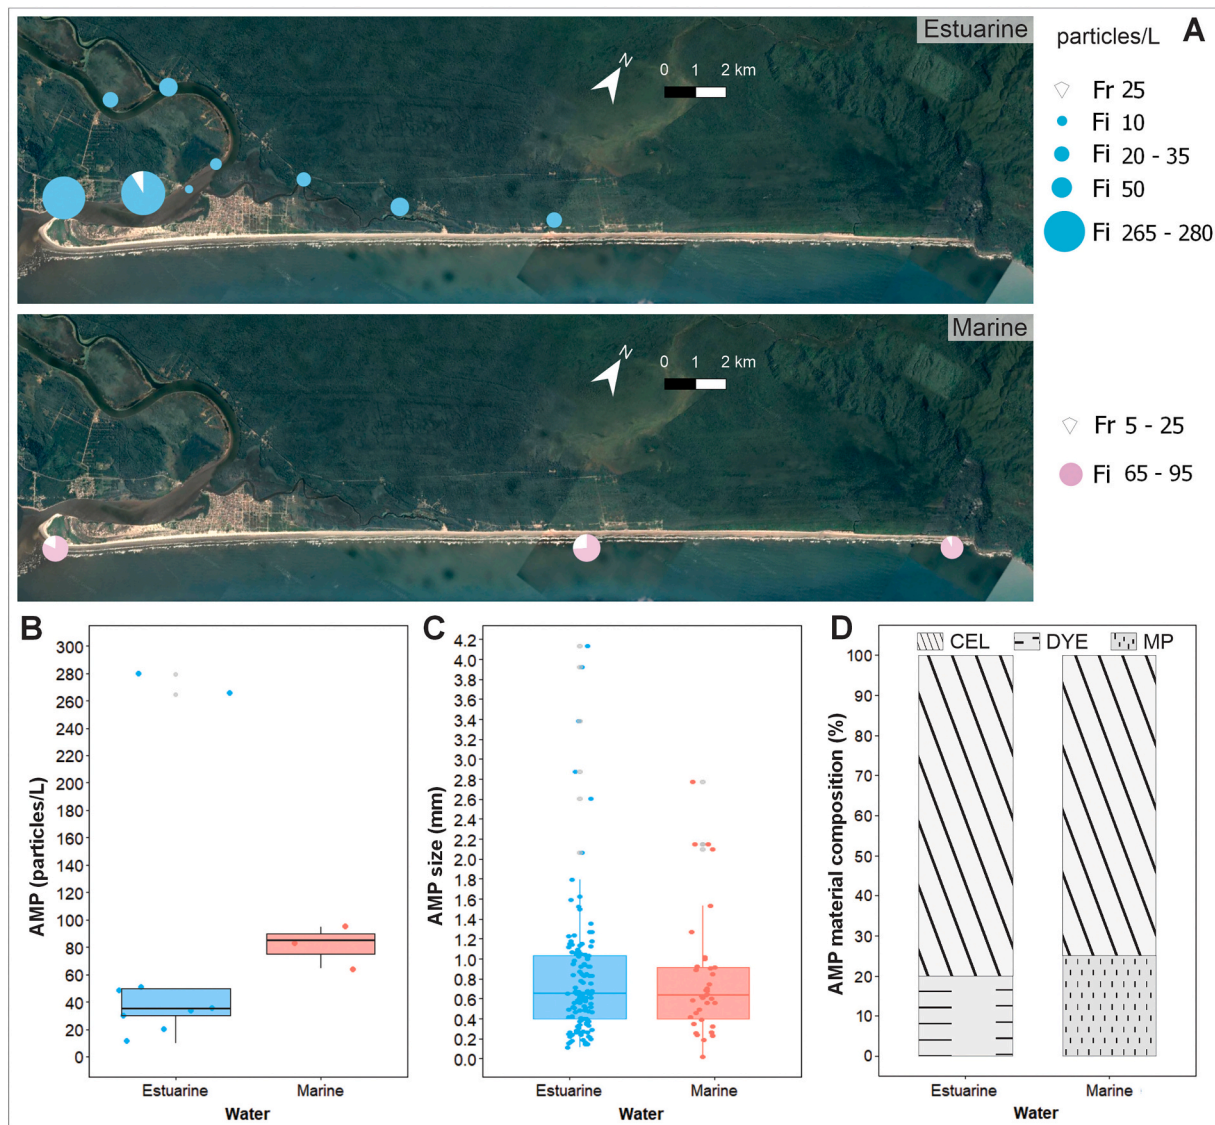 Estuarine
particles/L
A
N
0 1 2 km
Fr 25
Fi 10
Fi 20 - 35
Fi 50
Fi 265 - 280
Marine
N
0 1 2 km
Fr 5 - 25
Fi 65 - 95
B
AMP (particles/L)
300
280
260
240
220
200
180
160
140
120
100
80
60
40
20
0
Estuarine Marine
Water
C
AMP size (mm)
4.2
4.0
3.8
3.6
3.4
3.2
3.0
2.8
2.6
2.4
2.2
2.0
1.8
1.6
1.4
1.2
1.0
0.8
0.6
0.4
0.2
0.0
Estuarine Marine
Water
D
CEL DYE MP
AMP material composition (%)
100
90
80
70
60
50
40
30
20
10
0
Estuarine Marine
Water